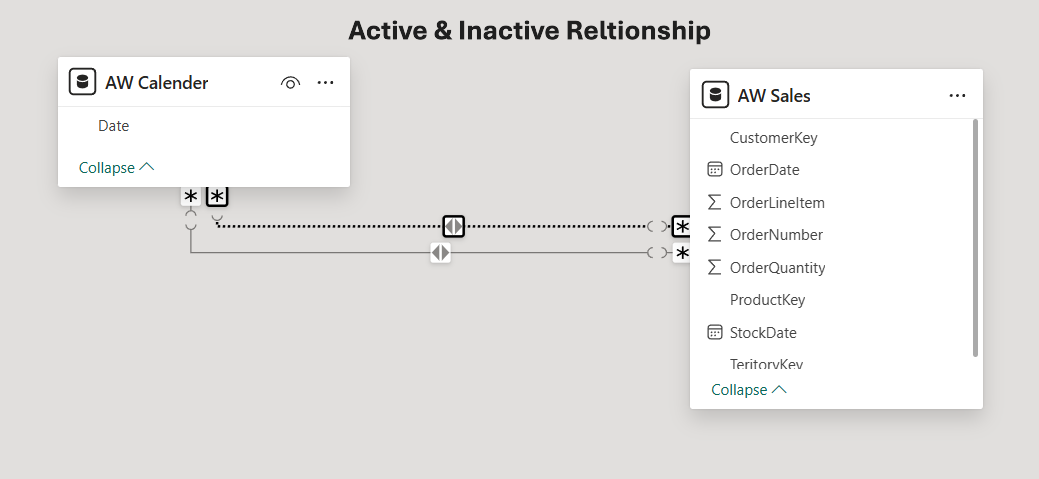 Active & Inactive Reltionship
AW Calender
Date
Collapse
AW Sales
CustomerKey
OrderDate
OrderLineItem
OrderNumber
OrderQuantity
ProductKey
StockDate
TeritoryKey
Collapse